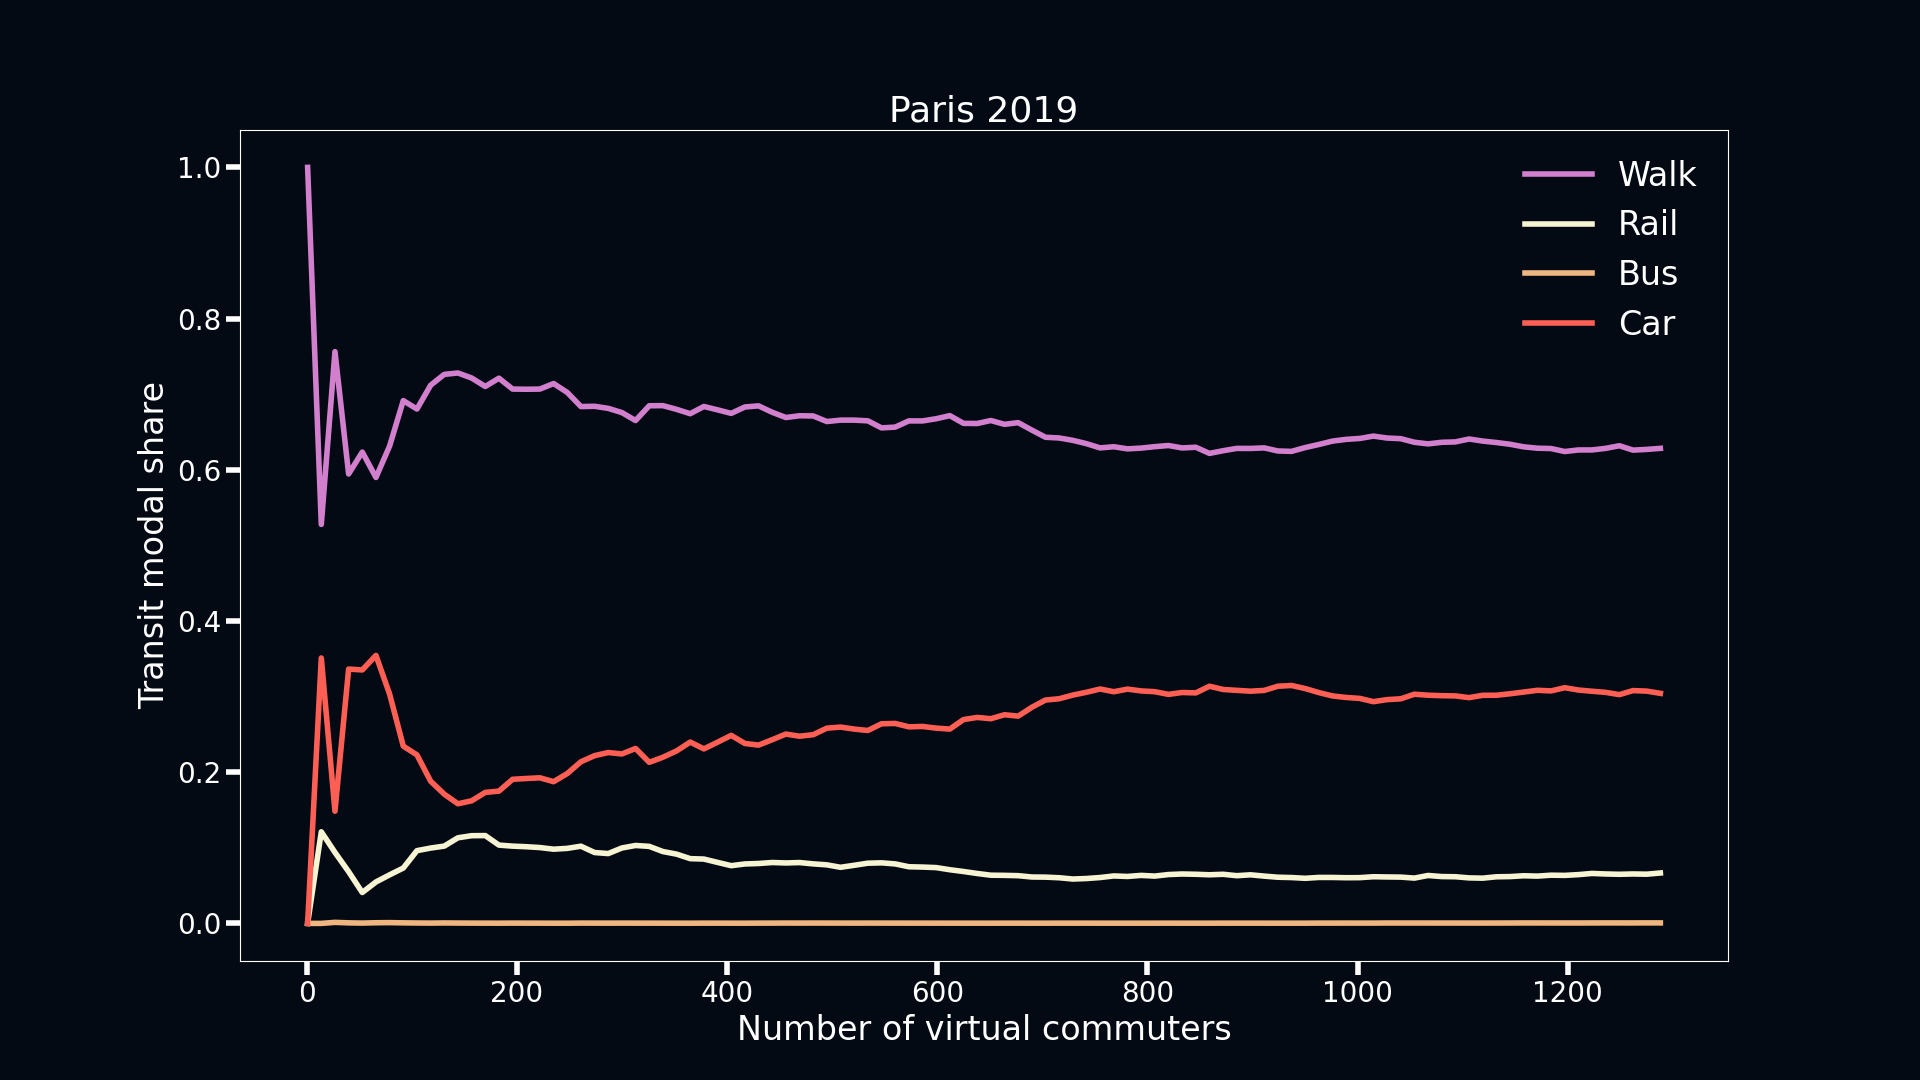 Paris 2019
Transit modal share
1.0
0.8
0.6
0.4
0.2
0.0
Walk
Rail
Bus
Car
0 200 400 600 800 1000 1200
Number of virtual commuters